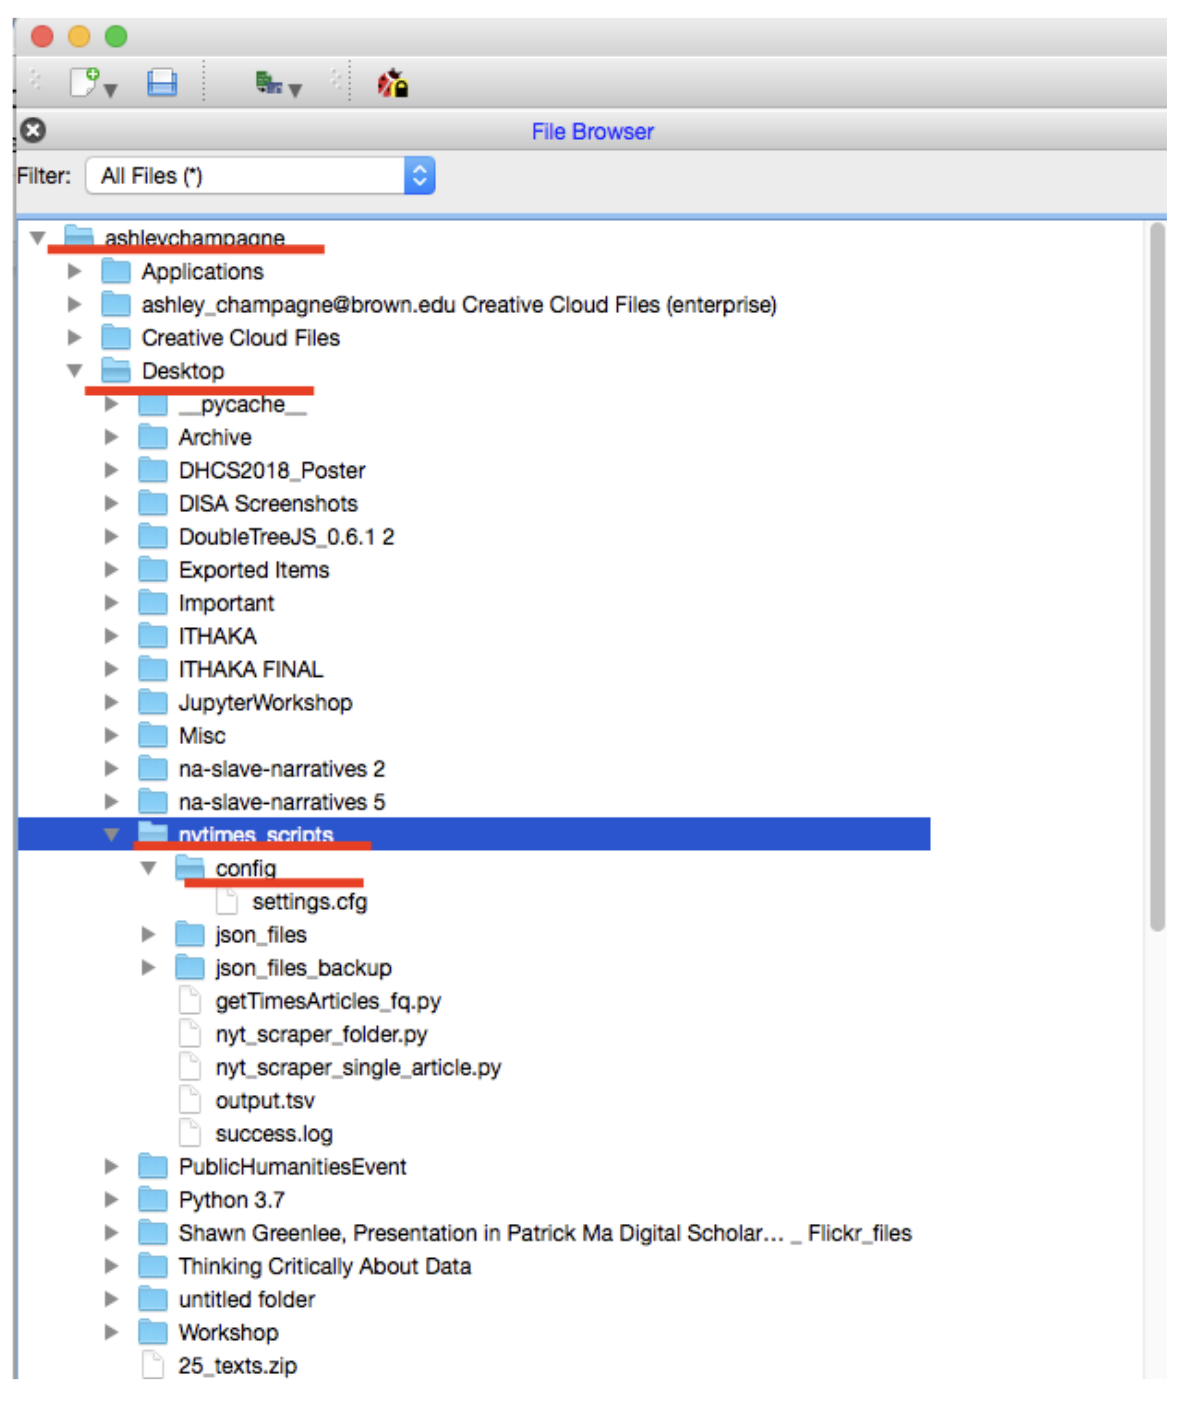 File Browser
Filter: All Files (*)
ashleychampagne
Applications
ashley_champagne@brown.edu Creative Cloud Files (enterprise)
Creative Cloud Files
Desktop
__pycache__
Archive
DHCS2018_Poster
DISA Screenshots
DoubleTreeJS_0.6.1 2
Exported Items
Important
ITHAKA
ITHAKA FINAL
JupyterWorkshop
Misc
na-slave-narratives 2
na-slave-narratives 5
nytimes_scripts
config
settings.cfg
json_files
json_files_backup
getTimesArticles_fq.py
nyt_scraper_folder.py
nyt_scraper_single_article.py
output.tsv
success.log
PublicHumanitiesEvent
Python 3.7
Shawn Greenlee, Presentation in Patrick Ma Digital Scholar... _ Flickr_files
Thinking Critically About Data
untitled folder
Workshop
25_texts.zip